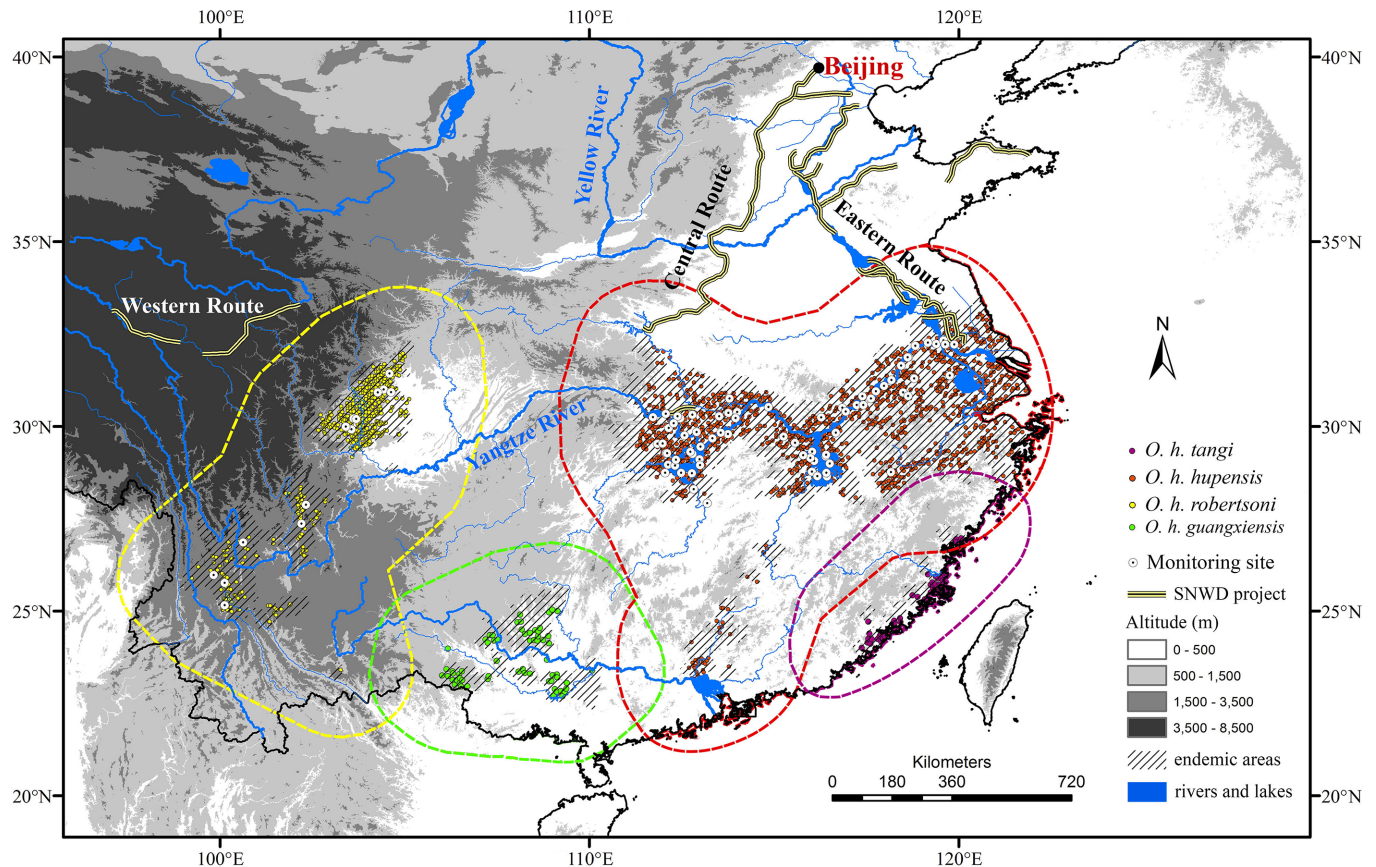 100°E
110°E
120°E
40°N
40°N
Beijing
Yellow River
Central Route
Eastern Route
35°N
35°N
Western Route
N
30°N
30°N
Yangtze River
O. h. tangi
O. h. hupensis
O. h. robertsoni
O. h. guangxiensis
Monitoring site
SNWD project
25°N
25°N
Altitude (m)
0 - 500
500 - 1,500
1,500 - 3,500
3,500 - 8,500
endemic areas
rivers and lakes
Kilometers
0
180
360
720
20°N
20°N
100°E
110°E
120°E